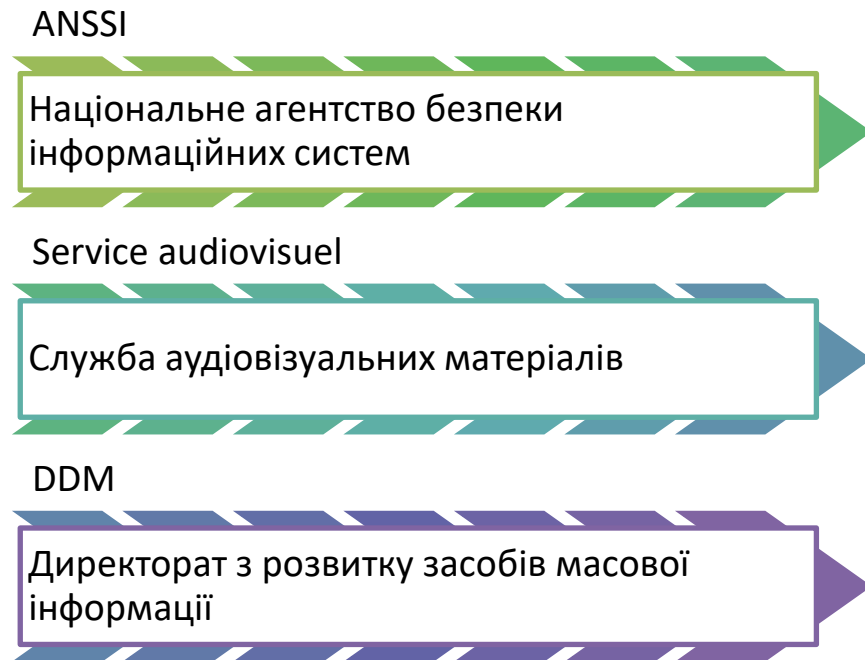 ANSSI
Національне агентство безпеки
інформаційних систем
Service audiovisuel
Служба аудіовізуальних матеріалів
DDM
Директорат з розвитку засобів масової
інформації